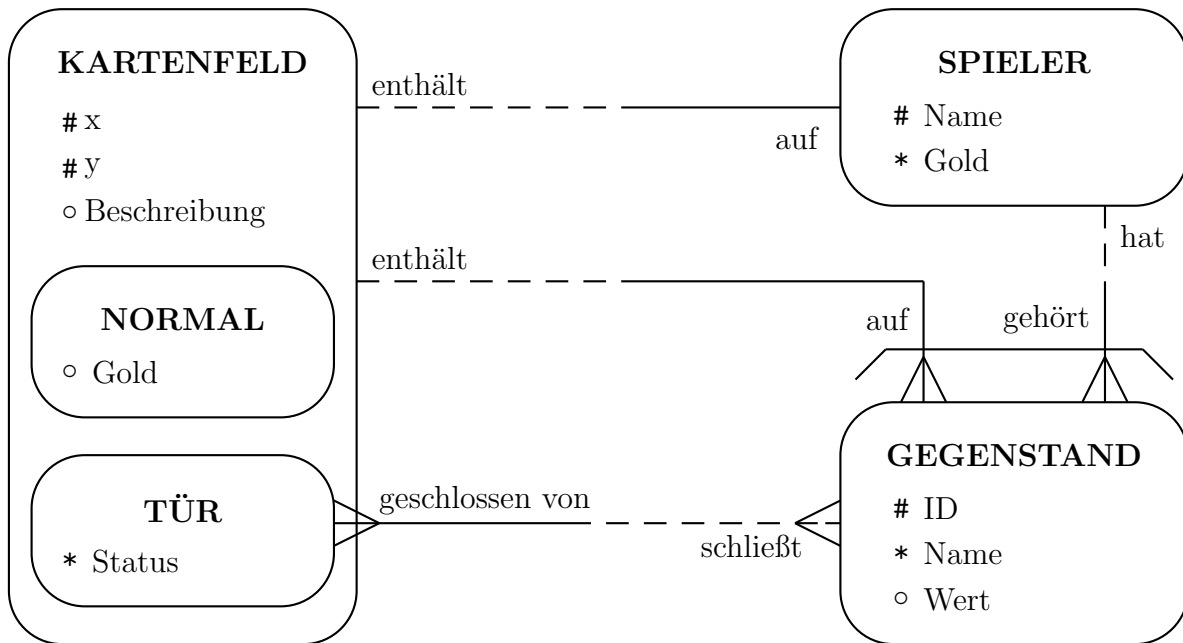 KARTENFELD
# x
# y
○ Beschreibung
NORMAL
○ Gold
TÜR
* Status
enthält
auf
SPIELER
# Name
* Gold
hat
enthält
auf
gehört
GEGENSTAND
# ID
* Name
○ Wert
geschlossen von
schließt